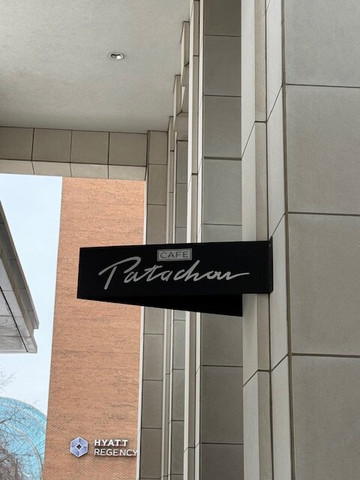 CAFE
Patachou
HYATT
REGENCY